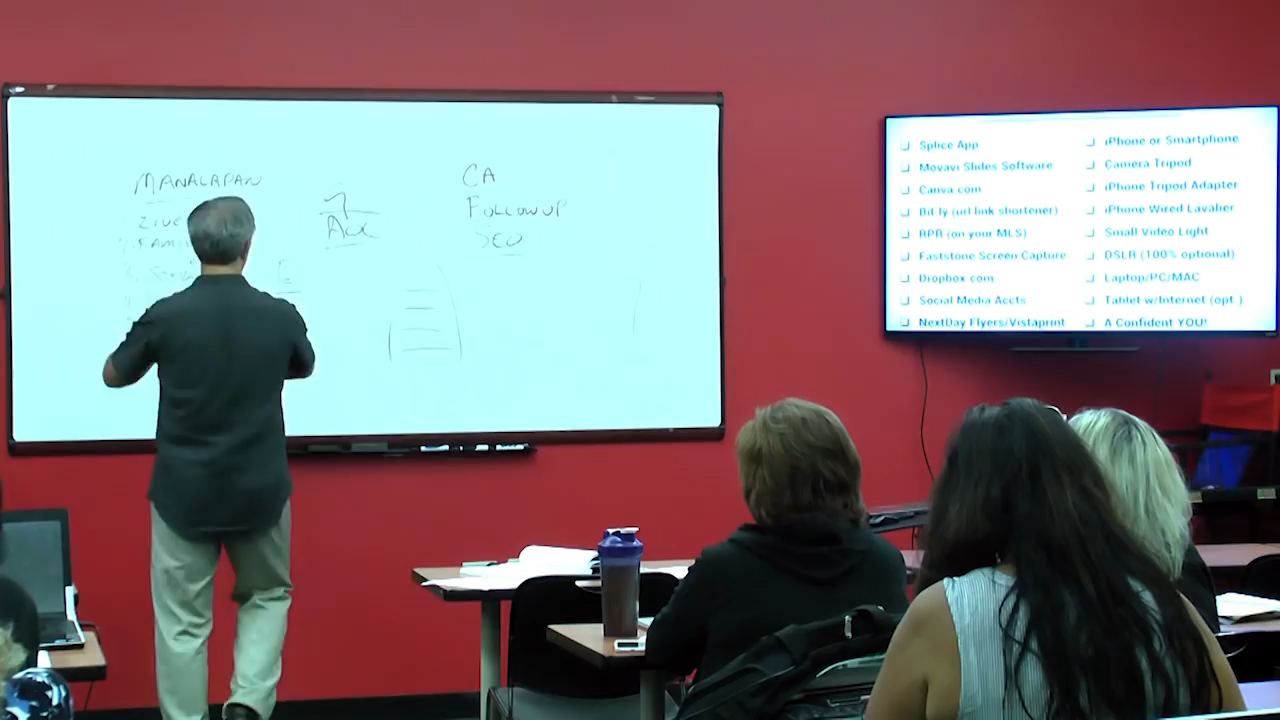 MANALAPAN
CA
FOLLOWUP
SEO
Splice App
Movavi Slides Software
Canva.com
Bit.ly (url link shortener)
RPR (on your MLS)
Faststone Screen Capture
Dropbox.com
Social Media Accts
NextDay Flyers/Vistaprint
iPhone or Smartphone
Camera Tripod
iPhone Tripod Adapter
iPhone Wired Lavalier
Small Video Light
DSLR (100% optional)
Laptop/PC/MAC
Tablet w/Internet (opt.)
A Confident YOU!